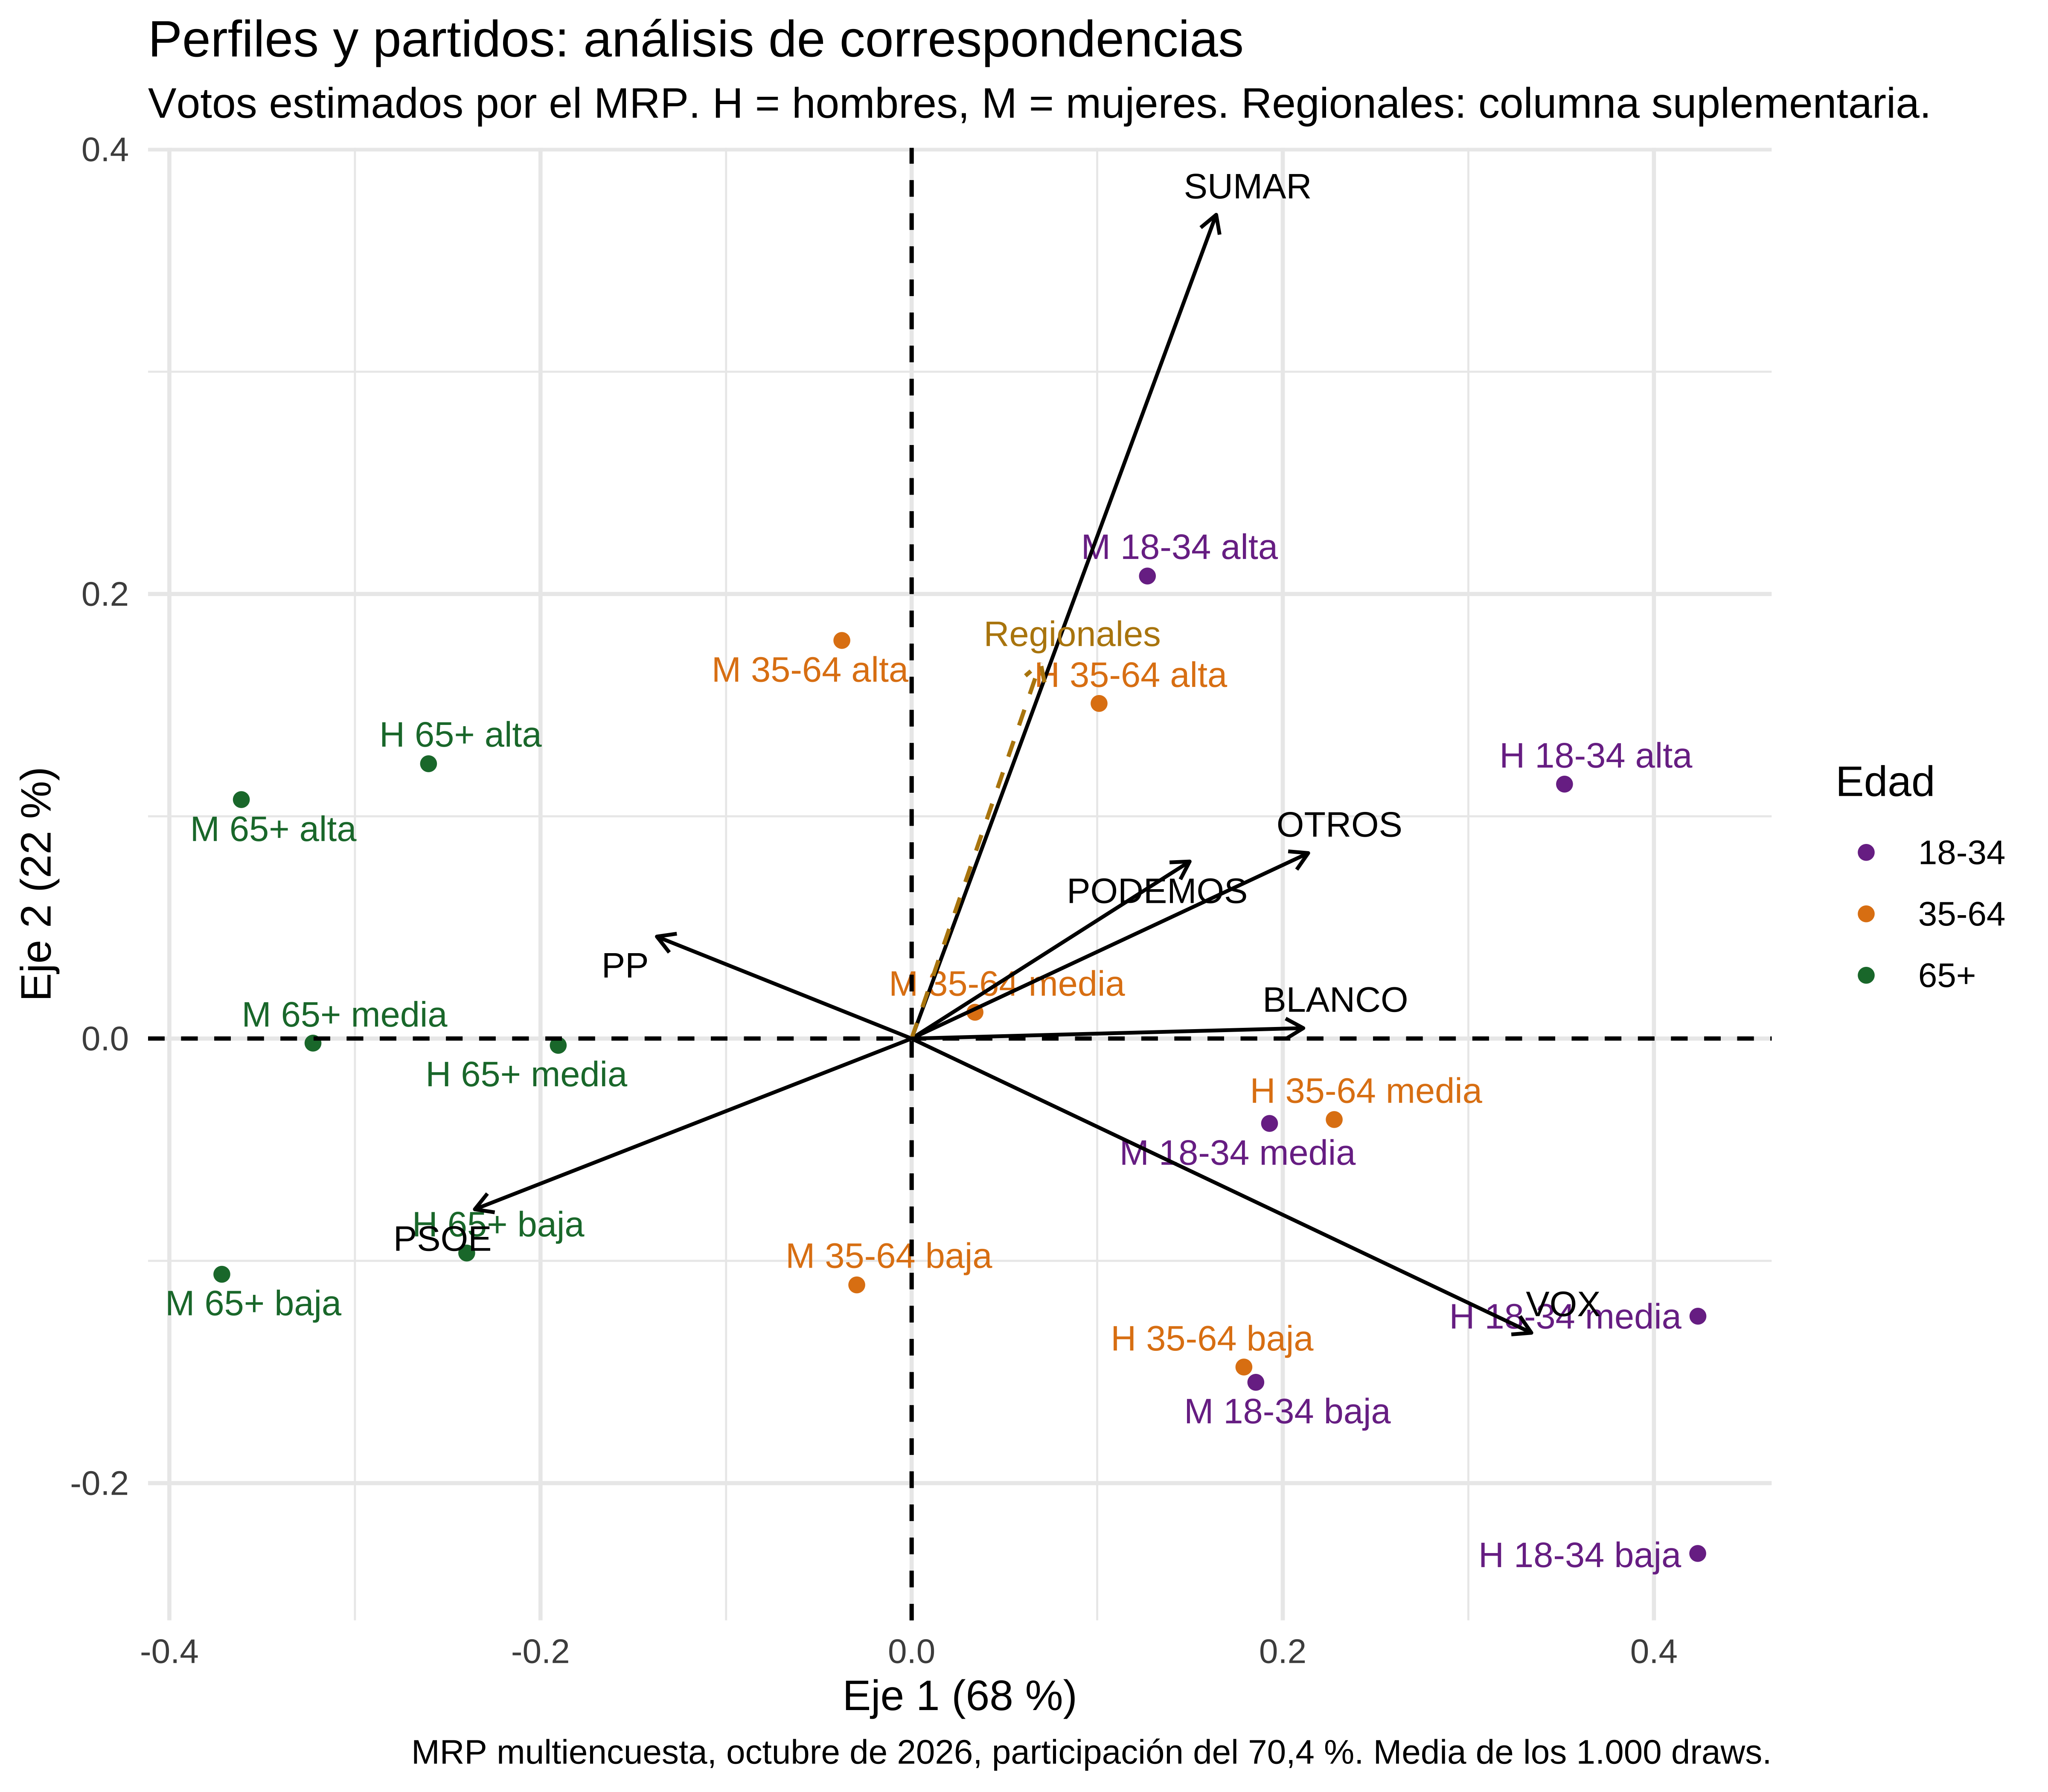 Perfiles y partidos: análisis de correspondencias
Votos estimados por el MRP. H = hombres, M = mujeres. Regionales: columna suplementaria.
0.4
SUMAR
M 18-34 alta
0.2
Regionales
M 35-64 alta
H 35-64 alta
H 65+ alta
H 18-34 alta
M 65+ alta
OTROS
PODEMOS
PP
M 35-64 media
BLANCO
M 65+ media
0.0
H 65+ media
H 35-64 media
M 18-34 media
H 65+ baja
PSOE
M 35-64 baja
M 65+ baja
VOX
H 18-34 media
H 35-64 baja
M 18-34 baja
-0.2
H 18-34 baja
-0.4
-0.2
0.0
0.2
0.4
Eje 1 (68 %)
Eje 2 (22 %)
Edad
18-34
35-64
65+
MRP multiencuesta, octubre de 2026, participación del 70,4 %. Media de los 1.000 draws.